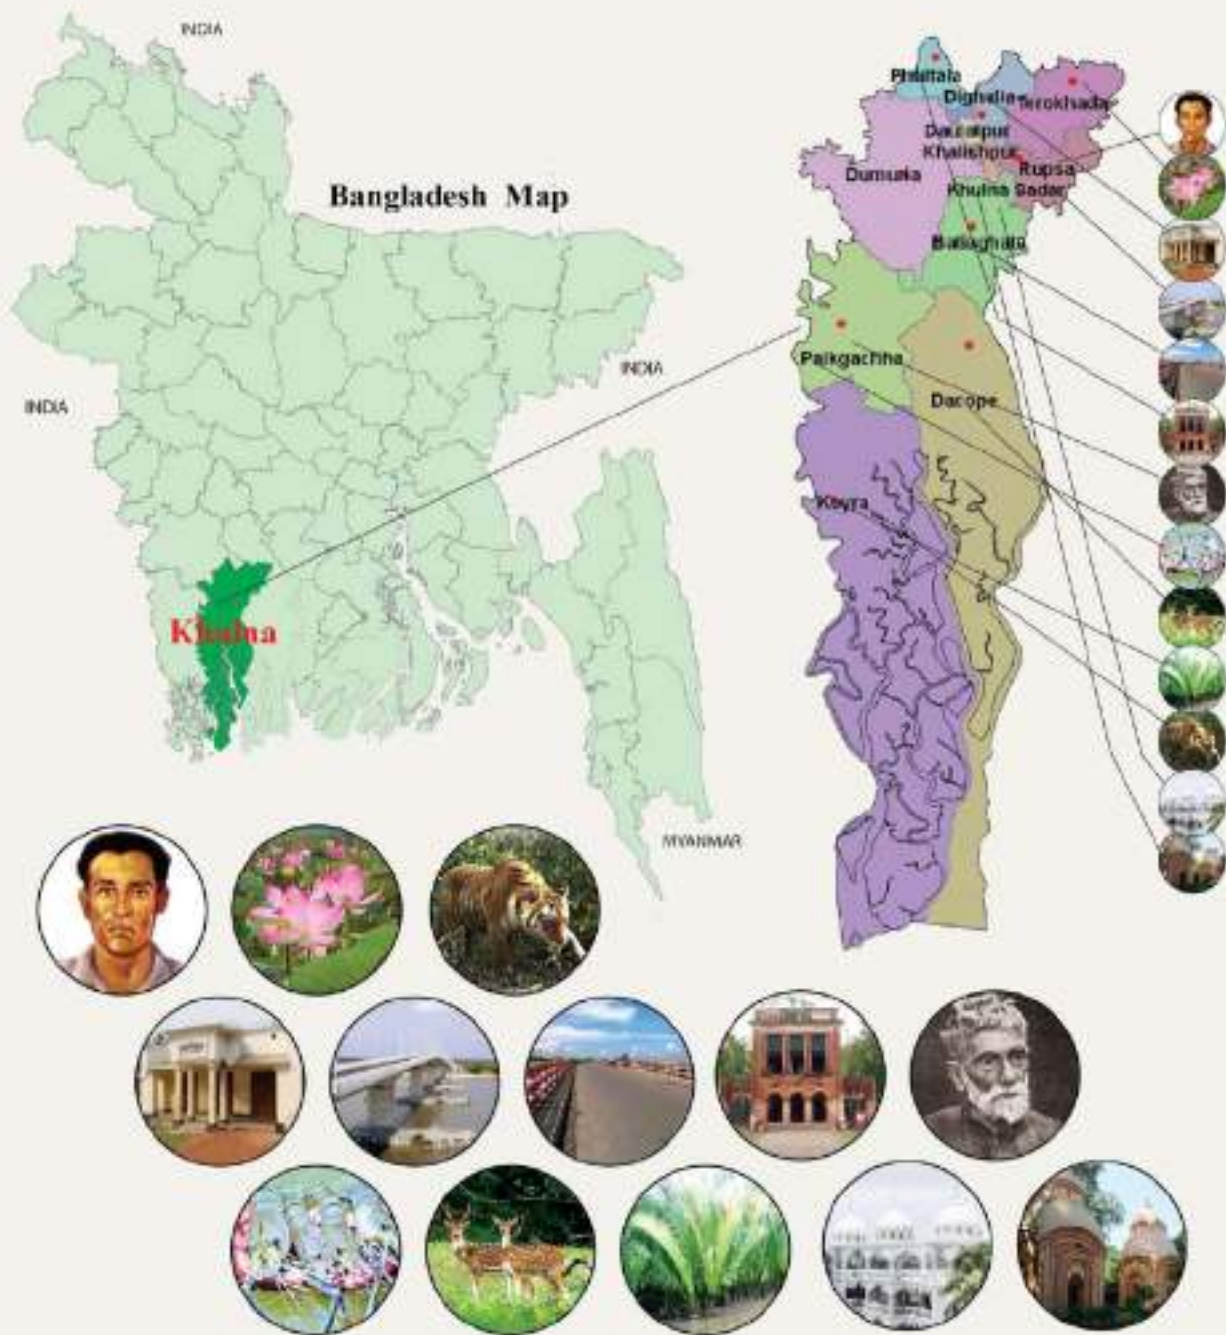 INDIA
Bangladesh Map
INDIA
INDIA
Khulna
MYANMAR
Phultala
Dighalia
Terokhada
Daulatpur
Khalishpur
Dumuria
Rupsa
Khulna Sadar
Batiaghata
Paikgachha
Dacope
Koyra